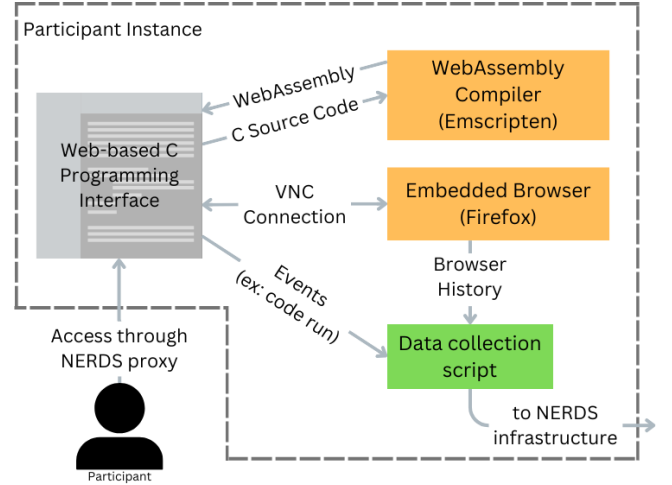 Participant Instance
WebAssembly
Compiler
(Emscripten)
WebAssembly
C Source Code
Web-based C
Programming
Interface
VNC
Connection
Embedded Browser
(Firefox)
Browser
History
Events
(ex: code run)
Access through
NERDS proxy
Data collection
script
to NERDS
infrastructure
Participant